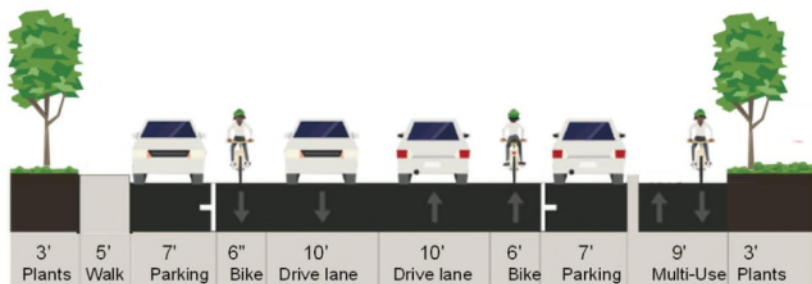 3' 5' 7' 6" 10' 10' 6' 7' 9' 3'
Plants Walk Parking Bike Drive lane Drive lane Bike Parking Multi-Use Plants